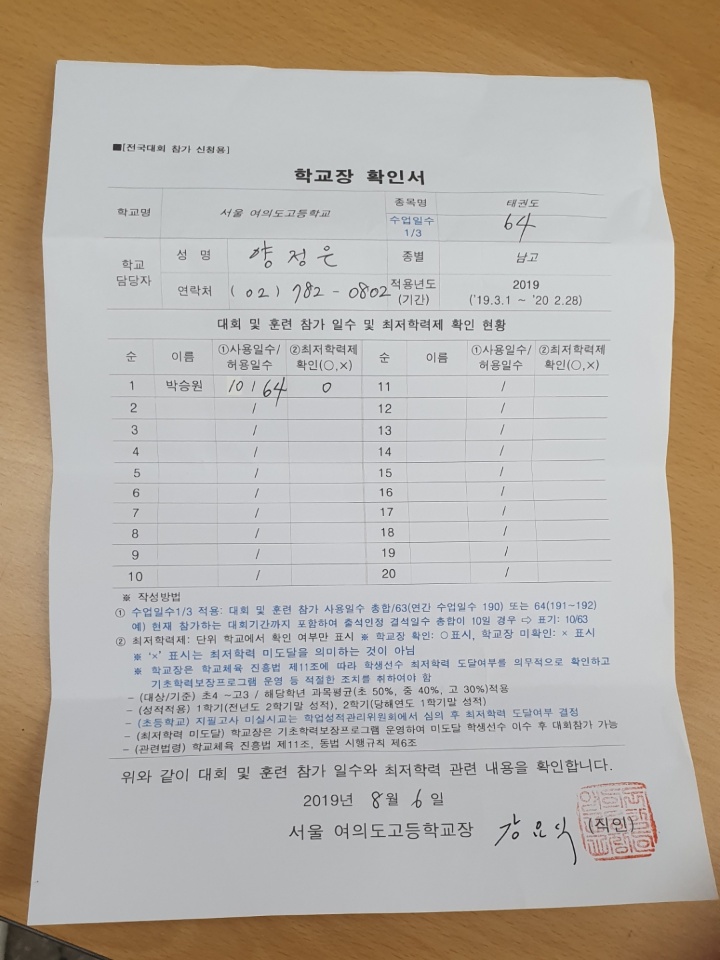 ■[전국대회 참가 신청용]
학교장 확인서
학교명 서울 여의도고등학교 종목명 태권도
수업일수 1/3 64
학교 담당자 성 명 양정은 종별 남고
연락처 (02) 782-0802 적용년도 (기간) 2019 ('19.3.1 ~ '20 2.28)
대회 및 훈련 참가 일수 및 최저학력제 확인 현황
순 이름 ①사용일수/허용일수 ②최저학력제 확인(○,×) 순 이름 ①사용일수/허용일수 ②최저학력제 확인(○,×)
1 박승원 10/64 0 11 /
2 / 12 /
3 / 13 /
4 / 14 /
5 / 15 /
6 / 16 /
7 / 17 /
8 / 18 /
9 / 19 /
10 / 20 /
※ 작성방법
① 수업일수1/3 적용: 대회 및 훈련 참가 사용일수 총합/63(연간 수업일수 190) 또는 64(191~192)
예) 현재 참가하는 대회기간까지 포함하여 출석인정 결석일수 총합이 10일 경우 ⇨ 표기: 10/63
② 최저학력제: 단위 학교에서 확인 여부만 표시 ※ 학교장 확인: ○표시, 학교장 미확인: × 표시
※ '×' 표시는 최저학력 미도달을 의미하는 것이 아님
※ 학교장은 학교체육 진흥법 제11조에 따라 학생선수 최저학력 도달여부를 의무적으로 확인하고
기초학력보장프로그램 운영 등 적절한 조치를 취하여야 함
- (대상/기준) 초4 ~고3 / 해당학년 과목평균(초 50%, 중 40%, 고 30%)적용
- (성적적용) 1학기(전년도 2학기말 성적), 2학기(당해연도 1학기말 성적)
- (초등학교) 지필고사 미실시교는 학업성적관리위원회에서 심의 후 최저학력 도달여부 결정
- (최저학력 미도달) 학교장은 기초학력보장프로그램 운영하여 미도달 학생선수 이수 후 대회참가 가능
- (관련법령) 학교체육 진흥법 제11조, 동법 시행규칙 제6조
위와 같이 대회 및 훈련 참가 일수와 최저학력 관련 내용을 확인합니다.
2019년 8월 6일
서울 여의도고등학교장 (직인)